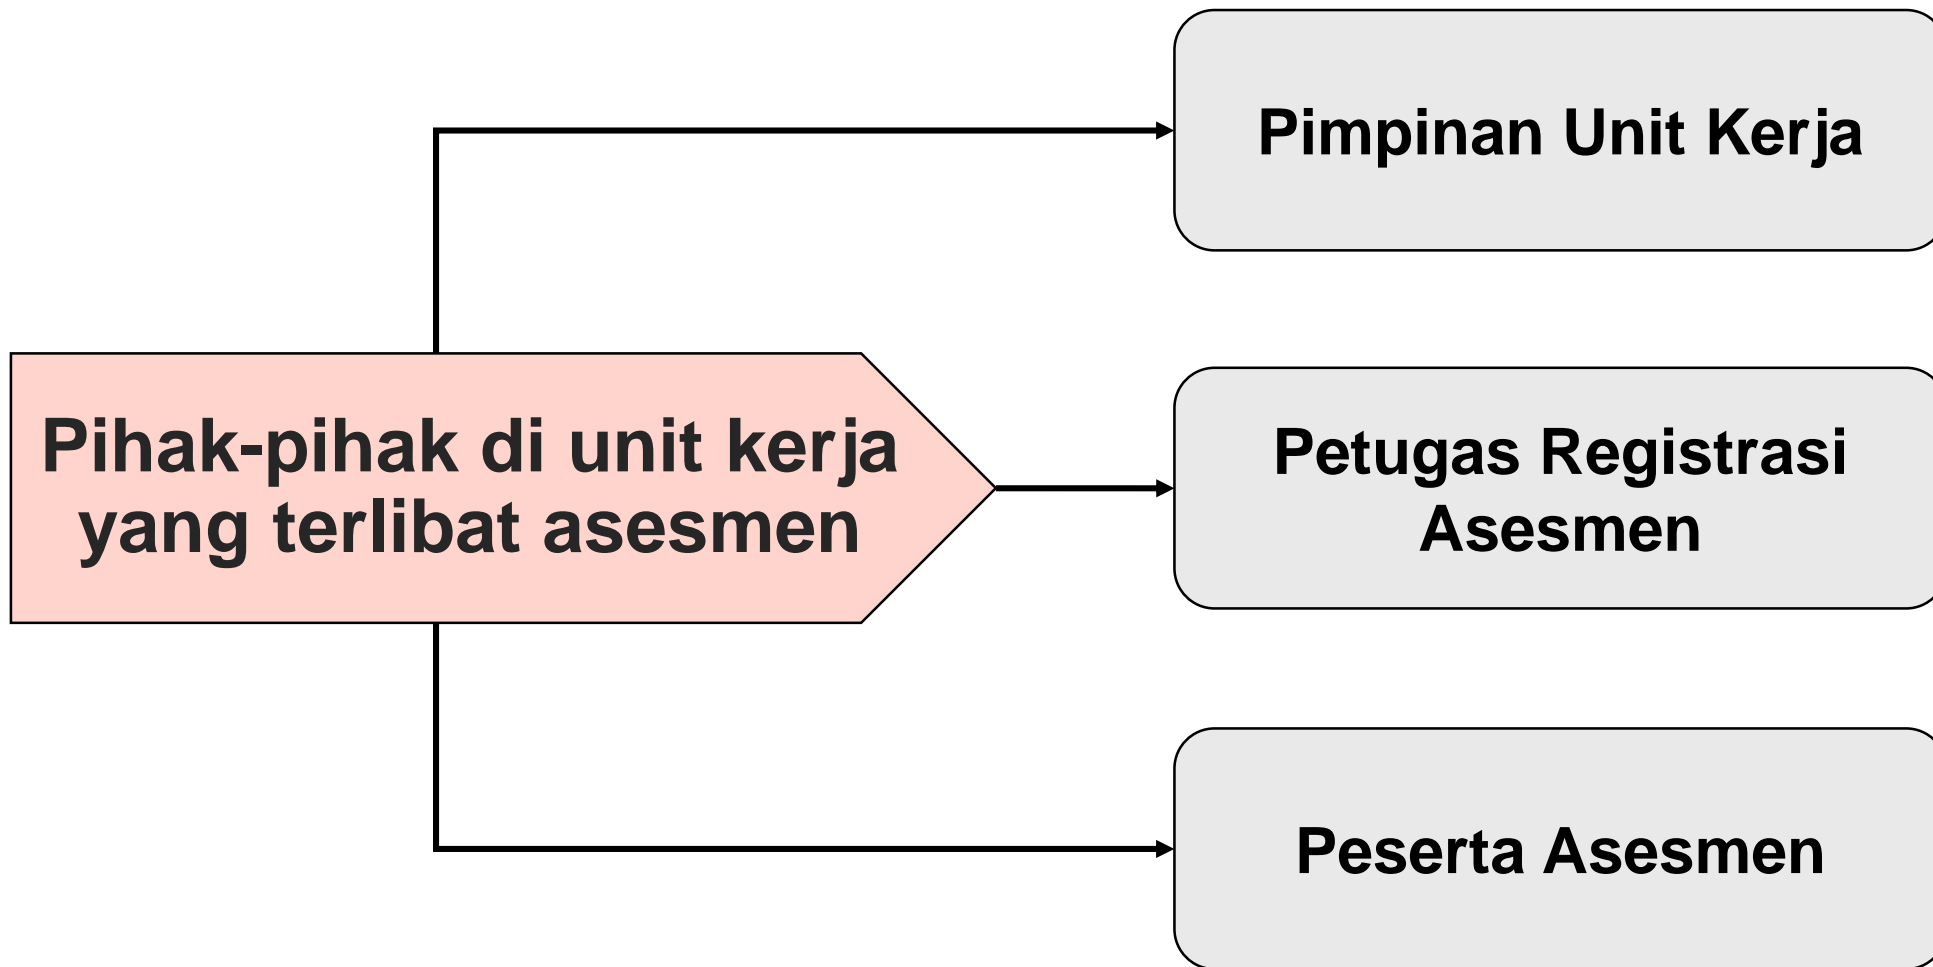 Pimpinan Unit Kerja
Pihak-pihak di unit kerja
yang terlibat asesmen
Petugas Registrasi
Asesmen
Peserta Asesmen